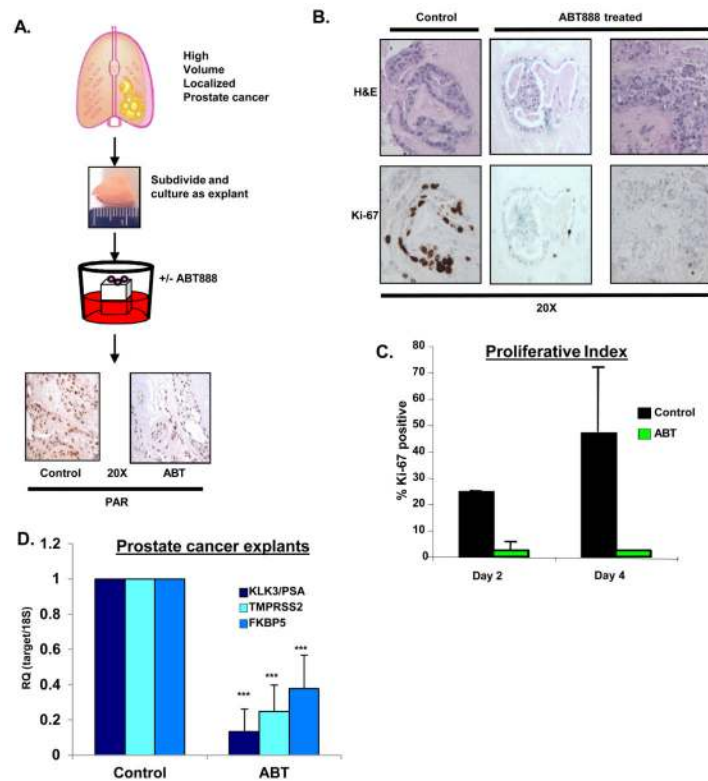 A.
High
Volume
Localized
Prostate cancer
Subdivide and
culture as explant
+/- ABT888
Control 20X ABT
PAR
B.
Control ABT888 treated
H&E
Ki-67
20X
C.
Proliferative Index
80
70
60
50
40
30
20
10
0
% Ki-67 positive
Control
ABT
Day 2 Day 4
D.
Prostate cancer explants
1.2
1
0.8
0.6
0.4
0.2
0
RQ (target/18S)
KLK3/PSA
TMPRSS2
FKBP5
*** *** ***
Control ABT